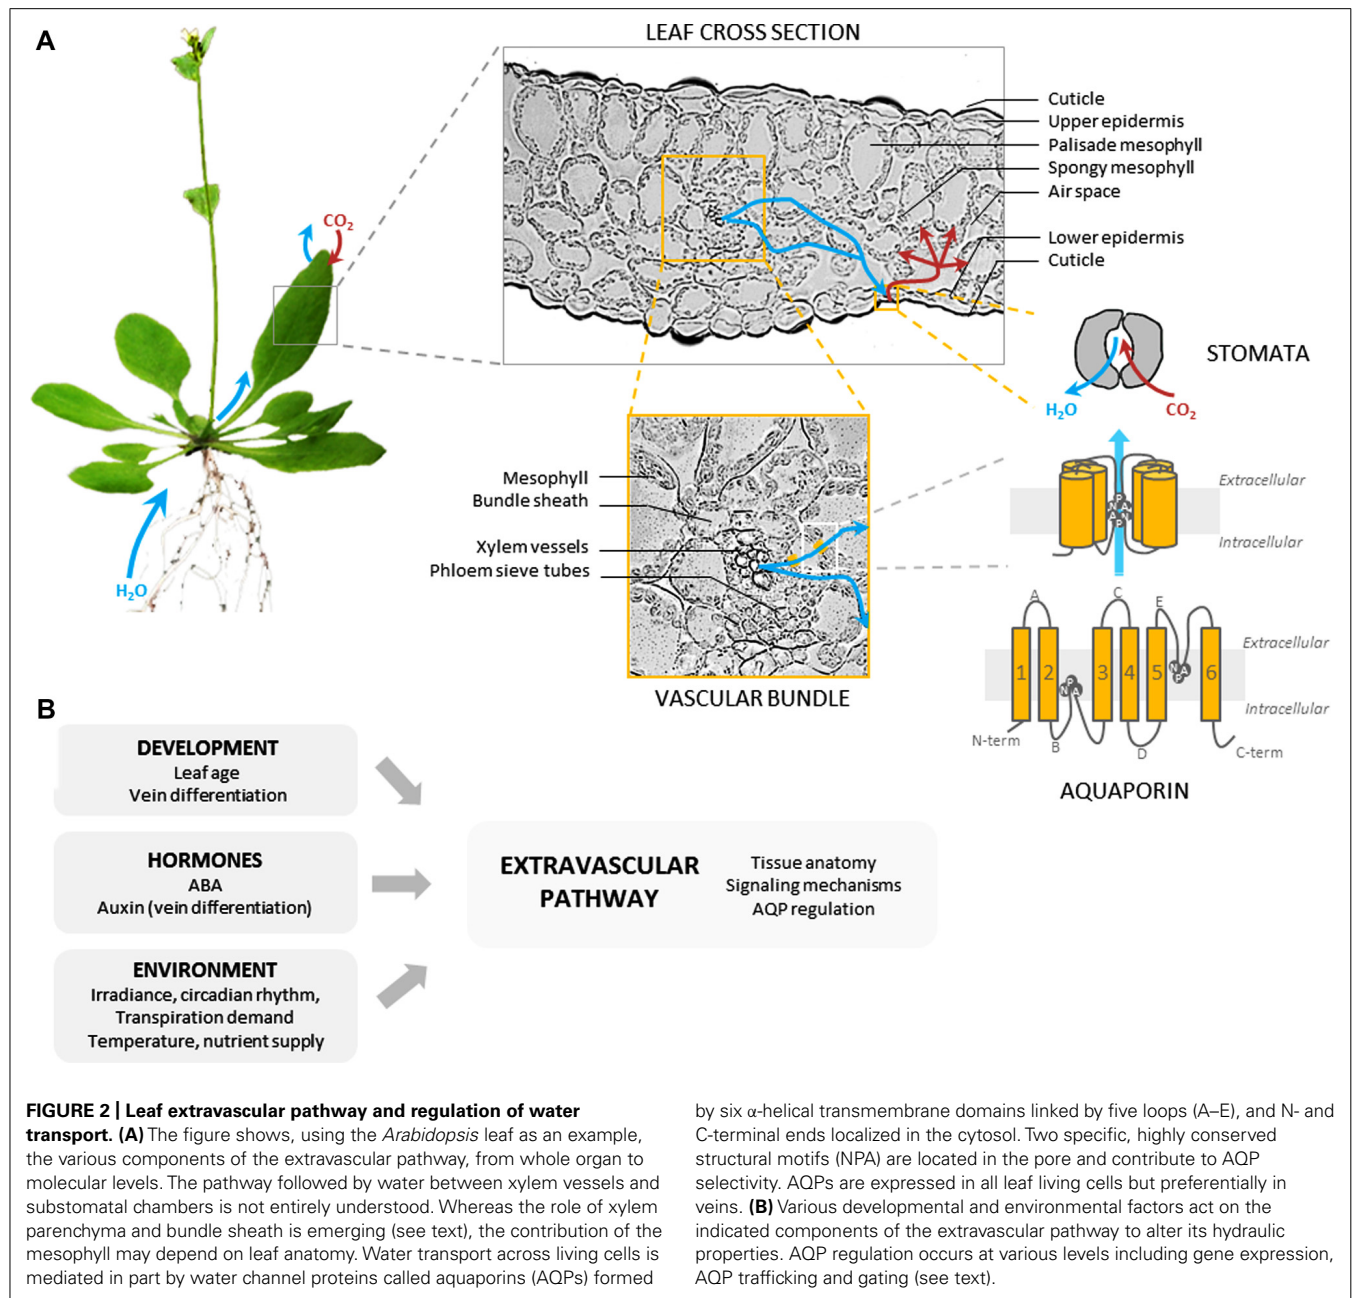 A
LEAF CROSS SECTION
Cuticle
Upper epidermis
Palisade mesophyll
Spongy mesophyll
Air space
Lower epidermis
Cuticle
CO2
H2O
STOMATA
H2O
CO2
Mesophyll
Bundle sheath
Xylem vessels
Phloem sieve tubes
VASCULAR BUNDLE
Extracellular
Intracellular
N P A
N P A
A
C
E
Extracellular
1 2 3 4 5 6
N P A
N P A
Intracellular
N-term
B
D
C-term
AQUAPORIN
B
DEVELOPMENT
Leaf age
Vein differentiation
HORMONES
ABA
Auxin (vein differentiation)
ENVIRONMENT
Irradiance, circadian rhythm,
Transpiration demand
Temperature, nutrient supply
EXTRAVASCULAR
PATHWAY
Tissue anatomy
Signaling mechanisms
AQP regulation
FIGURE 2 | Leaf extravascular pathway and regulation of water
transport. (A) The figure shows, using the Arabidopsis leaf as an example,
the various components of the extravascular pathway, from whole organ to
molecular levels. The pathway followed by water between xylem vessels and
substomatal chambers is not entirely understood. Whereas the role of xylem
parenchyma and bundle sheath is emerging (see text), the contribution of the
mesophyll may depend on leaf anatomy. Water transport across living cells is
mediated in part by water channel proteins called aquaporins (AQPs) formed
by six α-helical transmembrane domains linked by five loops (A–E), and N- and
C-terminal ends localized in the cytosol. Two specific, highly conserved
structural motifs (NPA) are located in the pore and contribute to AQP
selectivity. AQPs are expressed in all leaf living cells but preferentially in
veins. (B) Various developmental and environmental factors act on the
indicated components of the extravascular pathway to alter its hydraulic
properties. AQP regulation occurs at various levels including gene expression,
AQP trafficking and gating (see text).